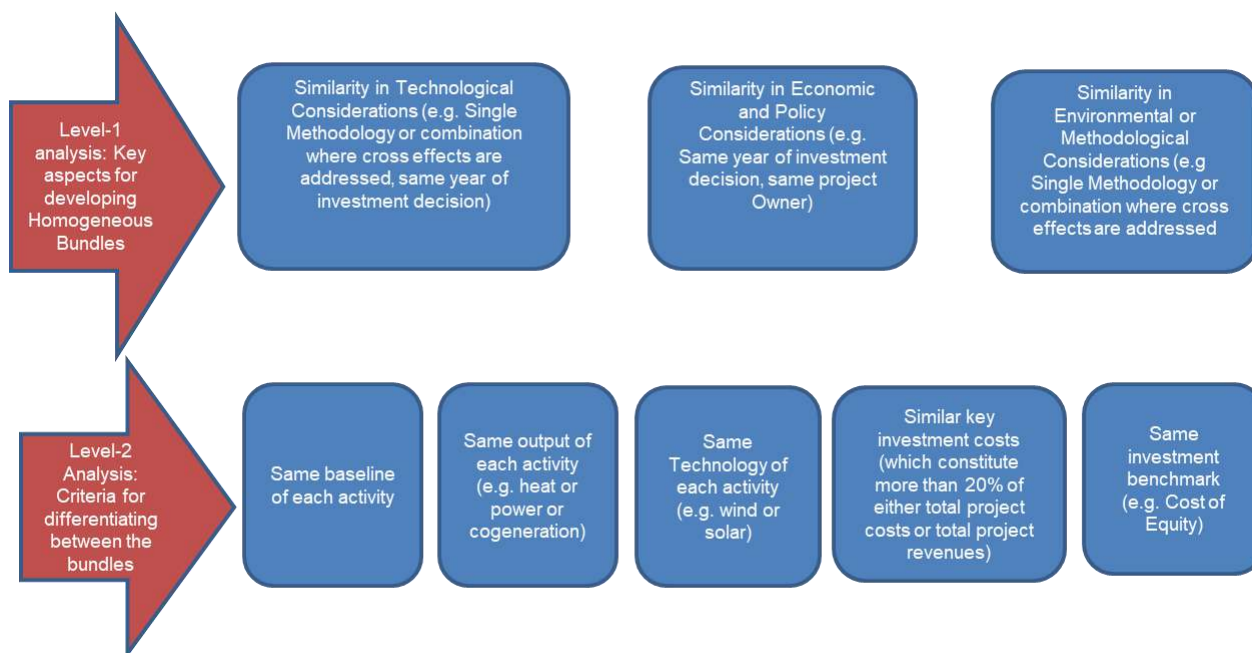 Level-1
analysis: Key
aspects for
developing
Homogeneous
Bundles
Similarity in Technological
Considerations (e.g. Single
Methodology or combination
where cross effects are
addressed, same year of
investment decision)
Similarity in Economic
and Policy
Considerations (e.g.
Same year of investment
decision, same project
Owner)
Similarity in
Environmental or
Methodological
Considerations (e.g
Single Methodology or
combination where cross
effects are addressed
Level-2
Analysis:
Criteria for
differentiating
between the
bundles
Same baseline
of each activity
Same output of
each activity
(e.g. heat or
power or
cogeneration)
Same
Technology of
each activity
(e.g. wind or
solar)
Similar key
investment costs
(which constitute
more than 20% of
either total project
costs or total project
revenues)
Same
investment
benchmark
(e.g. Cost of
Equity)